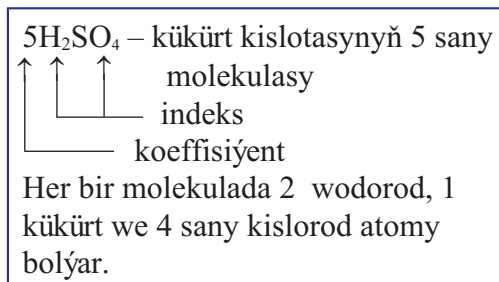 5H₂SO₄ – kükürt kislotasynyň 5 sany
molekulasy
indeks
koeffisiýent
Her bir molekulada 2 wodorod, 1
kükürt we 4 sany kislorod atomy
bolýar.